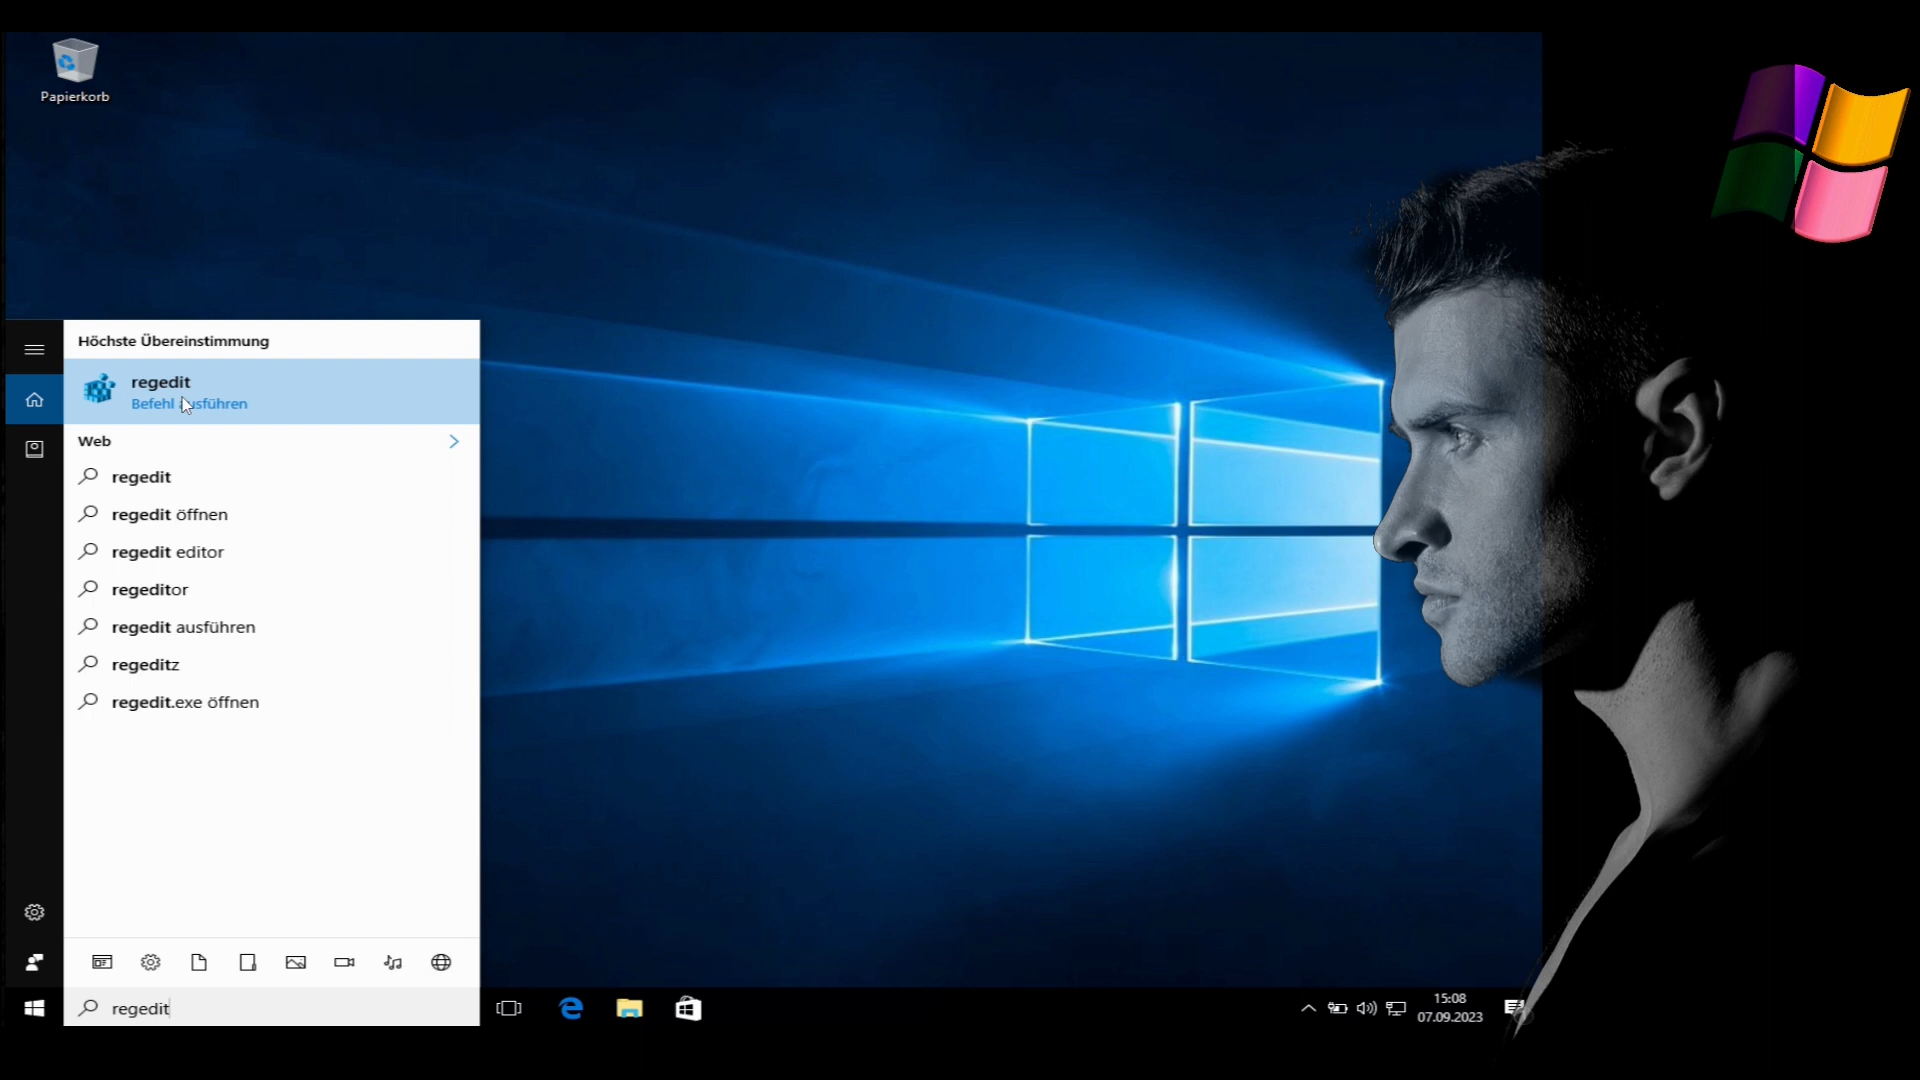 Papierkorb
Höchste Übereinstimmung
regedit
Befehl ausführen
Web
regedit
regedit öffnen
regedit editor
regeditor
regedit ausführen
regeditz
regedit.exe öffnen
regedit
15:08
07.09.2023